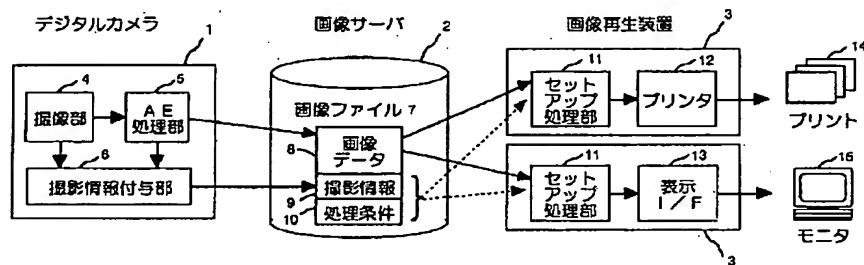 デジタルカメラ
1
4
撮像部
5
AE
処理部
6
撮影情報付与部
画像サーバ
2
画像ファイル 7
8
画像
データ
9
撮影情報
10
処理条件
画像再生装置
3
11
セット
アップ
処理部
12
プリンタ
14
プリント
11
セット
アップ
処理部
13
表示
I/F
3
15
モニタ